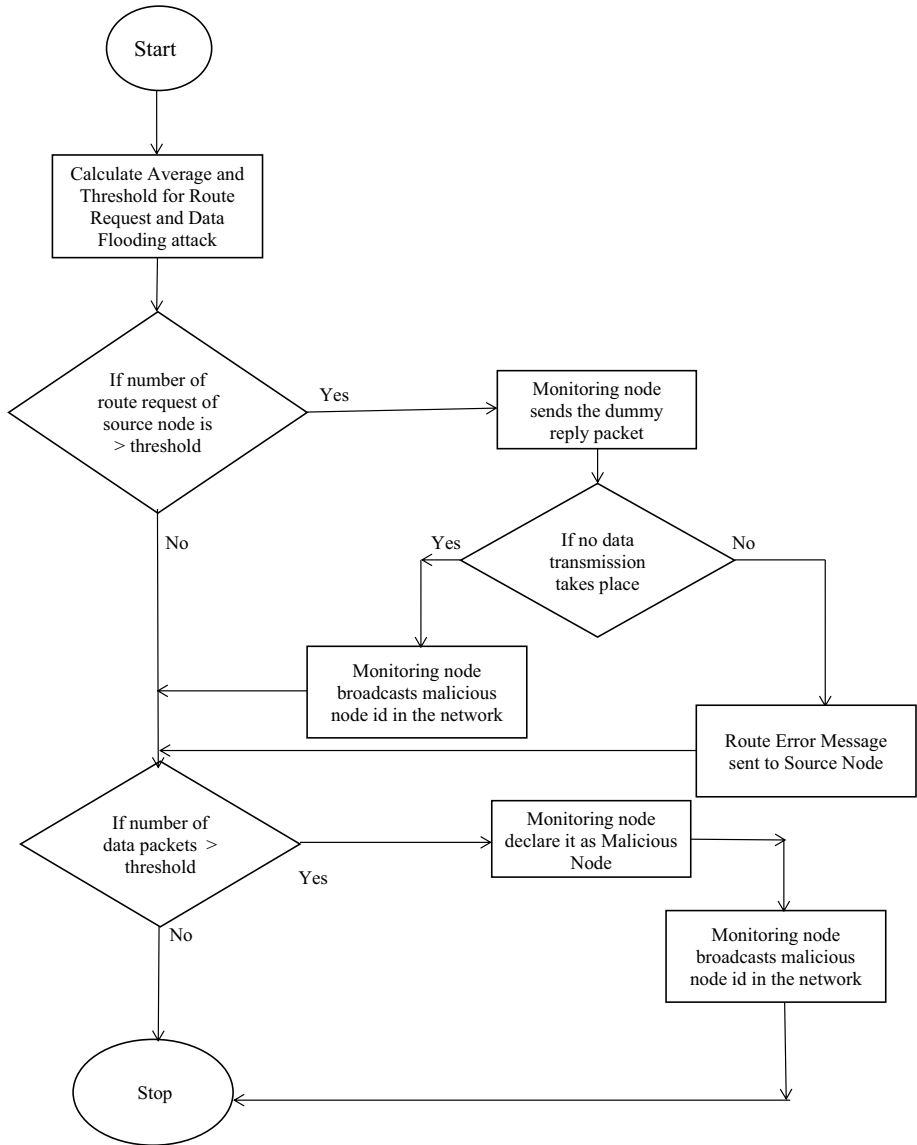 Start
Calculate Average and
Threshold for Route
Request and Data
Flooding attack
If number of
route request of
source node is
> threshold
Yes
Monitoring node
sends the dummy
reply packet
No
Yes
If no data
transmission
takes place
No
Monitoring node
broadcasts malicious
node id in the network
Route Error Message
sent to Source Node
If number of
data packets >
threshold
Yes
Monitoring node
declare it as Malicious
Node
No
Monitoring node
broadcasts malicious
node id in the network
Stop